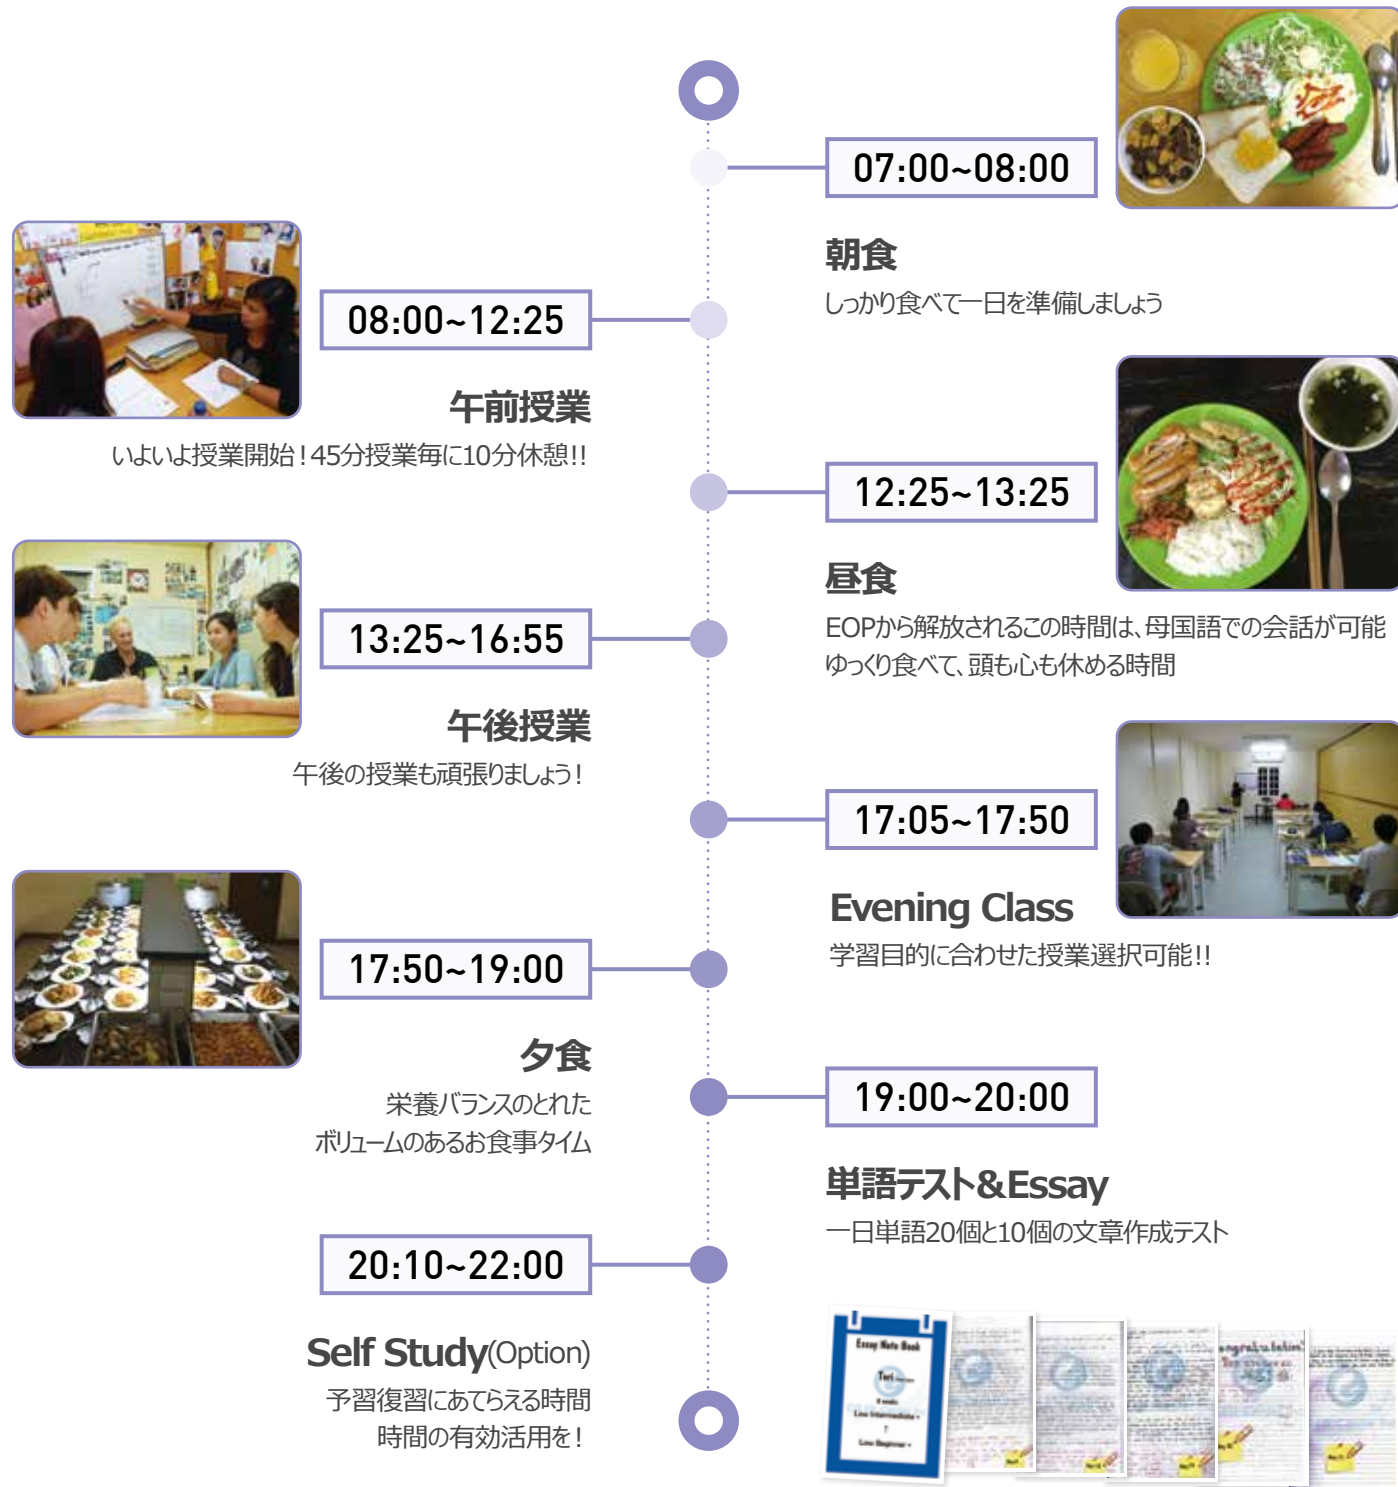 07:00~08:00
朝食
しっかり食べて一日を準備しましょう
08:00~12:25
午前授業
いよいよ授業開始！45分授業毎に10分休憩!!
12:25~13:25
昼食
EOPから解放されるこの時間は、母国語での会話が可能
ゆっくり食べて、頭も心も休める時間
13:25~16:55
午後授業
午後の授業も頑張りましょう！
17:05~17:50
Evening Class
学習目的に合わせた授業選択可能!!
17:50~19:00
夕食
栄養バランスのとれた
ボリュームのあるお食事タイム
19:00~20:00
単語テスト&Essay
一日単語20個と10個の文章作成テスト
20:10~22:00
Self Study(Option)
予習復習にあてらえる時間
時間の有効活用を！
Essay Note Book
Low Intermediate +
Low Beginner +